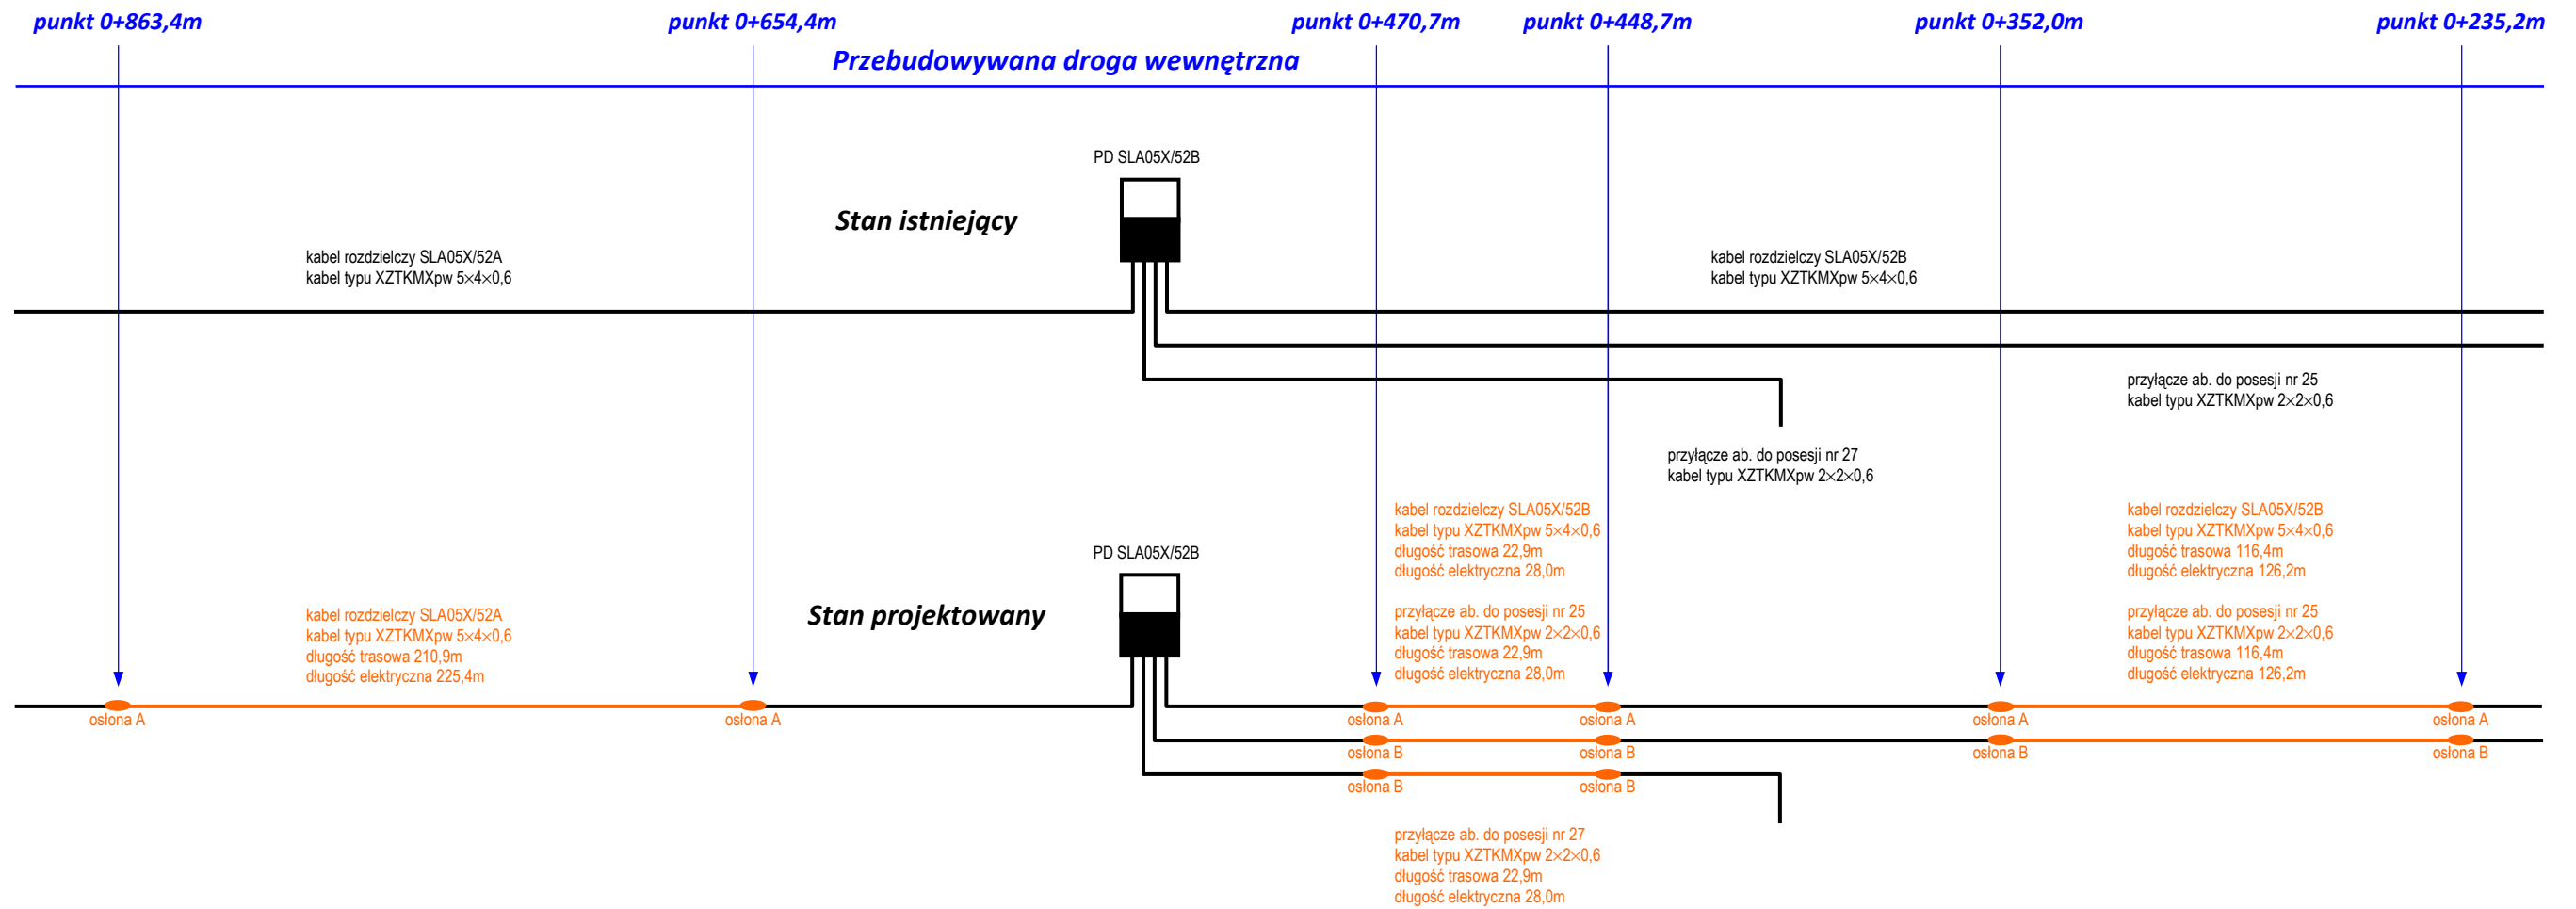 punkt 0+863,4m
punkt 0+654,4m
punkt 0+470,7m
punkt 0+448,7m
punkt 0+352,0m
punkt 0+235,2m
Przebudowywana droga wewnętrzna
PD SLA05X/52B
Stan istniejący
kabel rozdzielczy SLA05X/52A
kabel typu XZTKMXpw 5×4×0,6
kabel rozdzielczy SLA05X/52B
kabel typu XZTKMXpw 5×4×0,6
przyłącze ab. do posesji nr 25
kabel typu XZTKMXpw 2×2×0,6
przyłącze ab. do posesji nr 27
kabel typu XZTKMXpw 2×2×0,6
kabel rozdzielczy SLA05X/52B
kabel typu XZTKMXpw 5×4×0,6
długość trasowa 22,9m
długość elektryczna 28,0m
kabel rozdzielczy SLA05X/52B
kabel typu XZTKMXpw 5×4×0,6
długość trasowa 116,4m
długość elektryczna 126,2m
PD SLA05X/52B
Stan projektowany
kabel rozdzielczy SLA05X/52A
kabel typu XZTKMXpw 5×4×0,6
długość trasowa 210,9m
długość elektryczna 225,4m
przyłącze ab. do posesji nr 25
kabel typu XZTKMXpw 2×2×0,6
długość trasowa 22,9m
długość elektryczna 28,0m
przyłącze ab. do posesji nr 25
kabel typu XZTKMXpw 2×2×0,6
długość trasowa 116,4m
długość elektryczna 126,2m
osłona A
osłona A
osłona A
osłona A
osłona A
osłona A
osłona B
osłona B
osłona B
osłona B
osłona B
osłona B
przyłącze ab. do posesji nr 27
kabel typu XZTKMXpw 2×2×0,6
długość trasowa 22,9m
długość elektryczna 28,0m